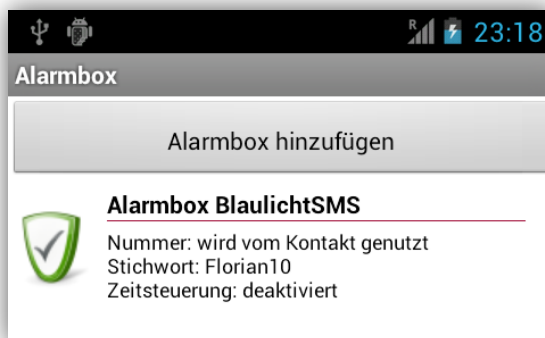 R
23:18
Alarmbox
Alarmbox hinzufügen
Alarmbox BlaulichtSMS
Nummer: wird vom Kontakt genutzt
Stichwort: Florian10
Zeitsteuerung: deaktiviert